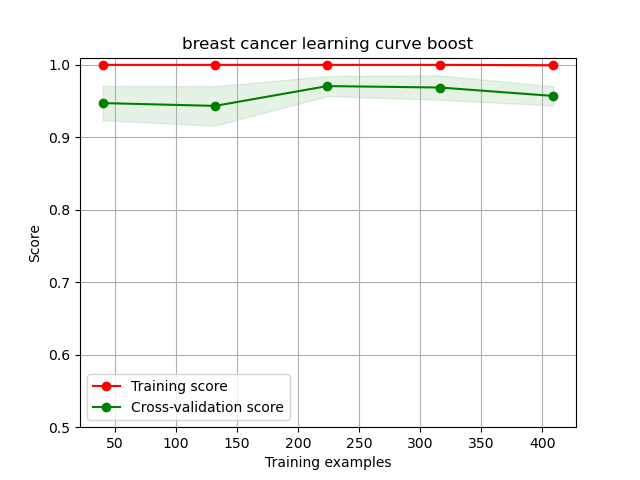 breast cancer learning curve boost
Score
1.0
0.9
0.8
0.7
0.6
0.5
Training score
Cross-validation score
50 100 150 200 250 300 350 400
Training examples